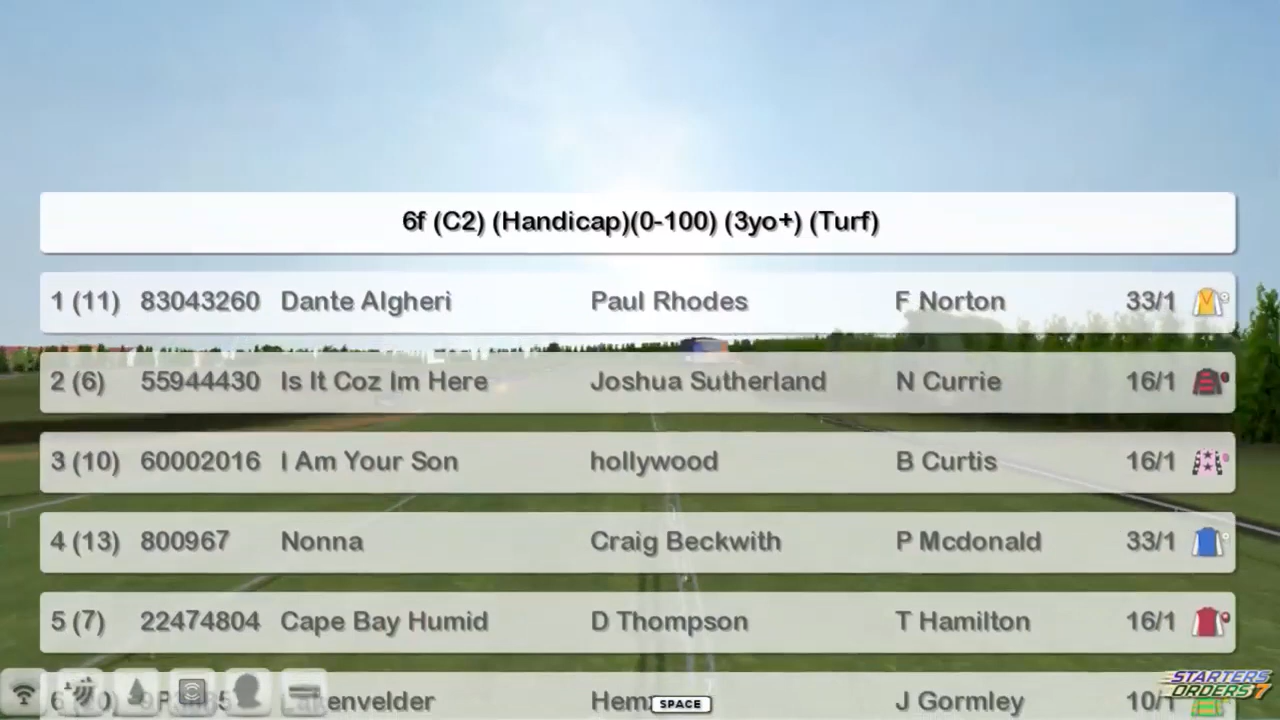 6f (C2) (Handicap)(0-100) (3yo+) (Turf)
1 (11) 83043260 Dante Algheri Paul Rhodes F Norton 33/1
2 (6) 55944430 Is It Coz Im Here Joshua Sutherland N Currie 16/1
3 (10) 60002016 I Am Your Son hollywood B Curtis 16/1
4 (13) 800967 Nonna Craig Beckwith P Mcdonald 33/1
5 (7) 22474804 Cape Bay Humid D Thompson T Hamilton 16/1
J Gormley 10/1
SPACE
STARTERS ORDERS 7